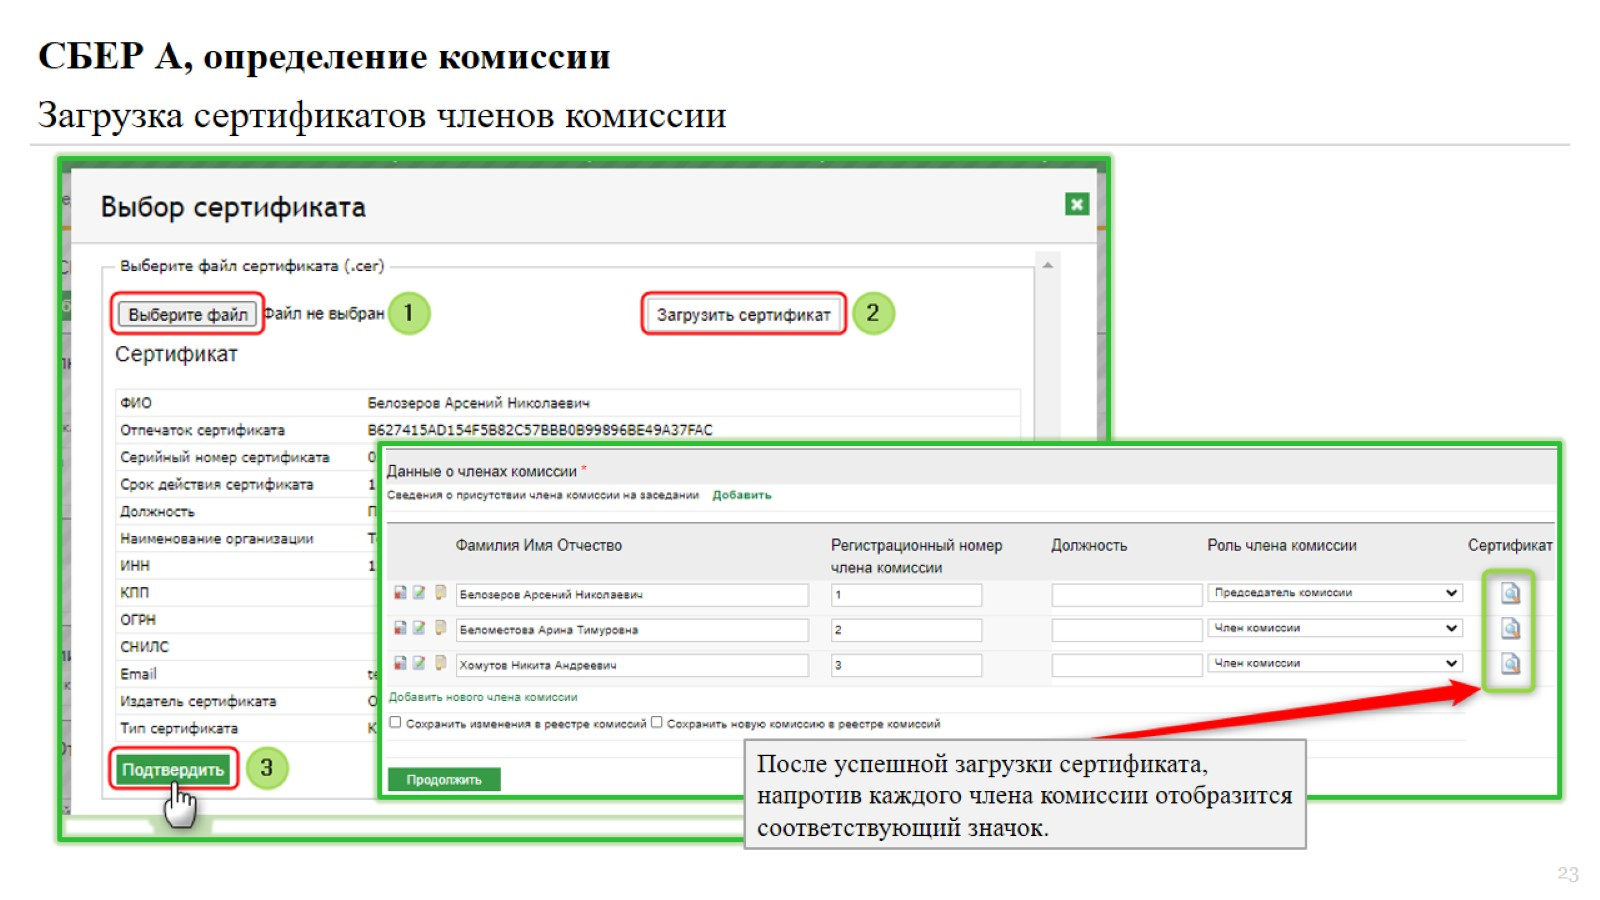 СБЕР А, определение комиссии
Загрузка сертификатов членов комиссии
Выбор сертификата
Выберите файл сертификата (.cer)
Выберите файл Файл не выбран 1 Загрузить сертификат 2
Сертификат
ФИО Белозеров Арсений Николаевич
Отпечаток сертификата B627415AD154F5B82C57BBB0B99896BE49A37FAC
Серийный номер сертификата 0
Срок действия сертификата 1
Должность П
Наименование организации Т
ИНН 1
КПП
ОГРН
СНИЛС
Email te
Издатель сертификата О
Тип сертификата К
Подтвердить 3
Данные о членах комиссии *
Сведения о присутствии члена комиссии на заседании Добавить
Фамилия Имя Отчество Регистрационный номер Должность Роль члена комиссии Сертификат
члена комиссии
Белозеров Арсений Николаевич 1 Председатель комиссии
Беломестова Арина Тимуровна 2 Член комиссии
Хомутов Никита Андреевич 3 Член комиссии
Добавить нового члена комиссии
Сохранить изменения в реестре комиссий Сохранить новую комиссию в реестре комиссий
Продолжить
После успешной загрузки сертификата,
напротив каждого члена комиссии отобразится
соответствующий значок.
23